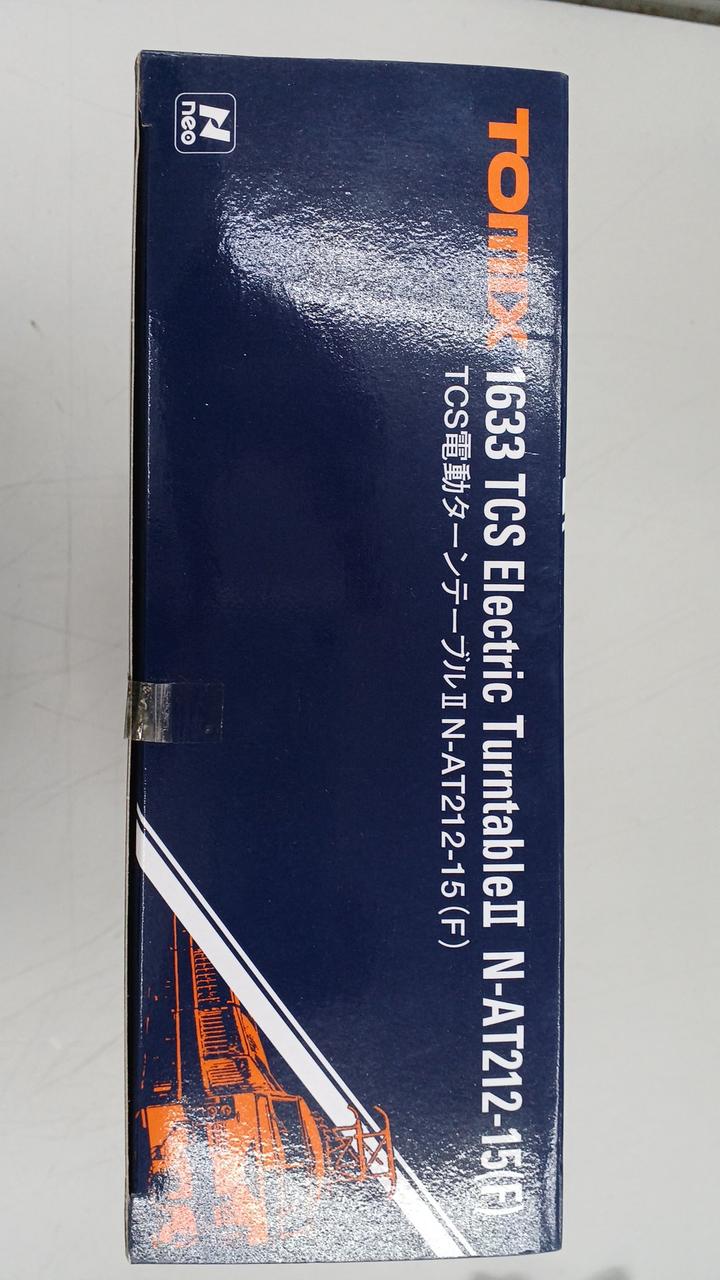 TOMIX 1633 TCS Electric TurntableⅡ N-AT212-15(F)
TCS電動ターンテーブルⅡ N-AT212-15(F)
N neo